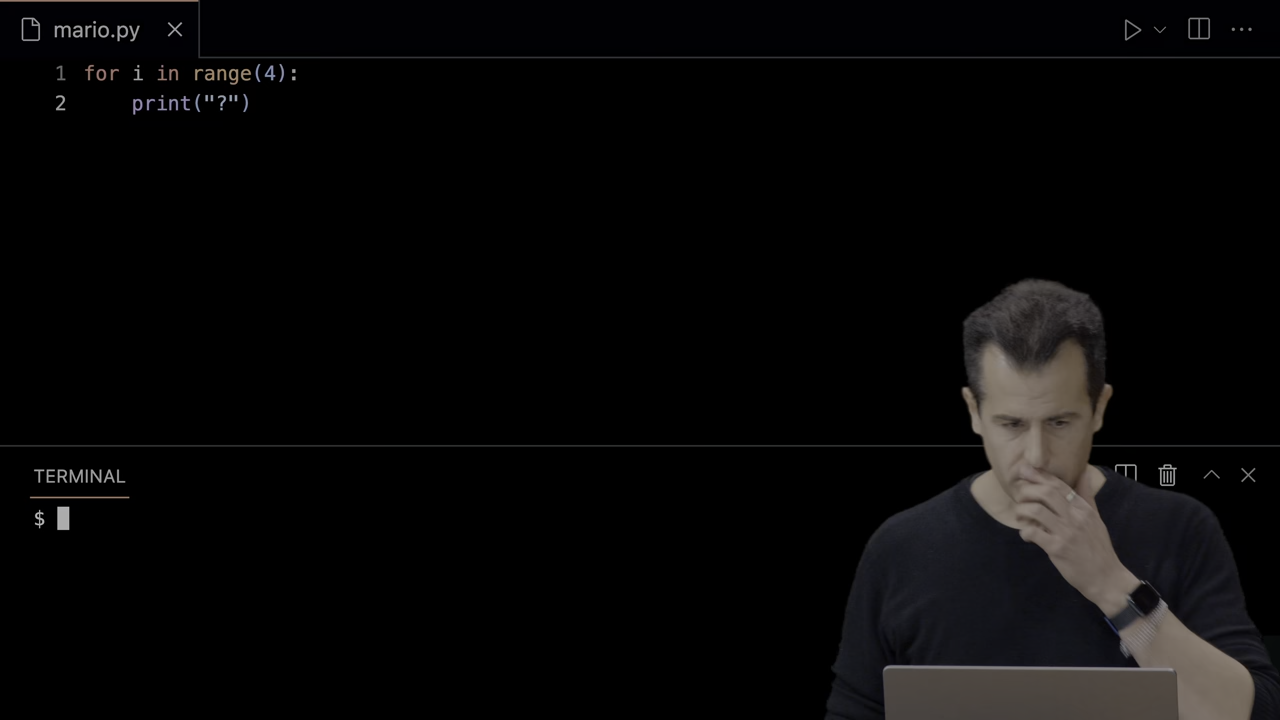 mario.py
1 for i in range(4):
2     print("?")
TERMINAL
$